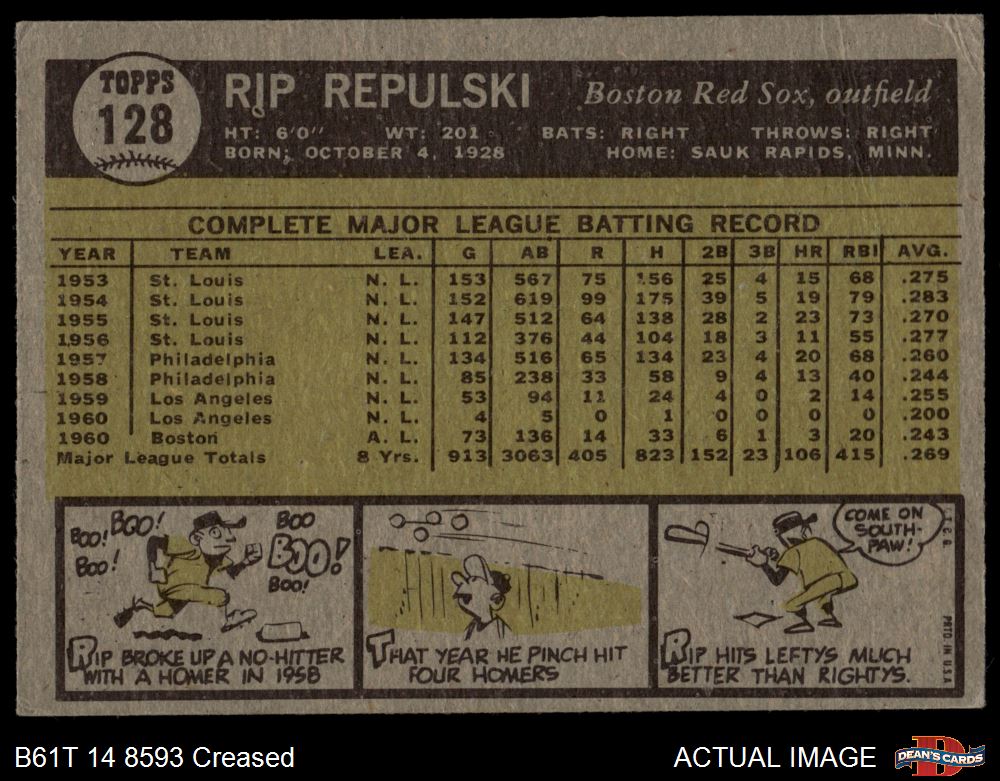 TOPPS
128
RIP REPULSKI Boston Red Sox, outfield
HT: 6'0" WT: 201 BATS: RIGHT THROWS: RIGHT
BORN: OCTOBER 4, 1928 HOME: SAUK RAPIDS, MINN.
COMPLETE MAJOR LEAGUE BATTING RECORD
YEAR TEAM LEA. G AB R H 2B 3B HR RBI AVG.
1953 St. Louis N. L. 153 567 75 156 25 4 15 68 .275
1954 St. Louis N. L. 152 619 99 175 39 5 19 79 .283
1955 St. Louis N. L. 147 512 64 138 28 2 23 73 .270
1956 St. Louis N. L. 112 376 44 104 18 3 11 55 .277
1957 Philadelphia N. L. 134 516 65 134 23 4 20 68 .260
1958 Philadelphia N. L. 85 238 33 58 9 4 13 40 .244
1959 Los Angeles N. L. 53 94 11 24 4 0 2 14 .255
1960 Los Angeles N. L. 4 5 0 1 0 0 0 0 .200
1960 Boston A. L. 73 136 14 33 6 1 3 20 .243
Major League Totals 8 Yrs. 913 3063 405 823 152 23 106 415 .269
BOO! BOO! BOO!
BOO BOO! BOO!
RIP BROKE UP A NO-HITTER
WITH A HOMER IN 1958
THAT YEAR HE PINCH HIT
FOUR HOMERS
COME ON
SOUTH-
PAW!
RIP HITS LEFTYS MUCH
BETTER THAN RIGHTYS.
PRTD. IN U.S.A.
B61T 14 8593 Creased
ACTUAL IMAGE
D
DEAN'S CARDS